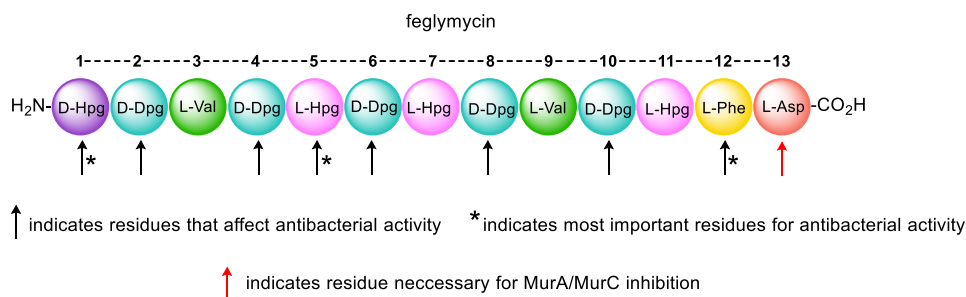 feglymycin
1------2------3------4------5------6------7------8------9------10------11------12------13
H2N-D-Hpg D-Dpg L-Val D-Dpg L-Hpg D-Dpg L-Hpg D-Dpg L-Val D-Dpg L-Hpg L-Phe L-Asp-CO2H
* * *
indicates residues that affect antibacterial activity *indicates most important residues for antibacterial activity
indicates residue neccessary for MurA/MurC inhibition